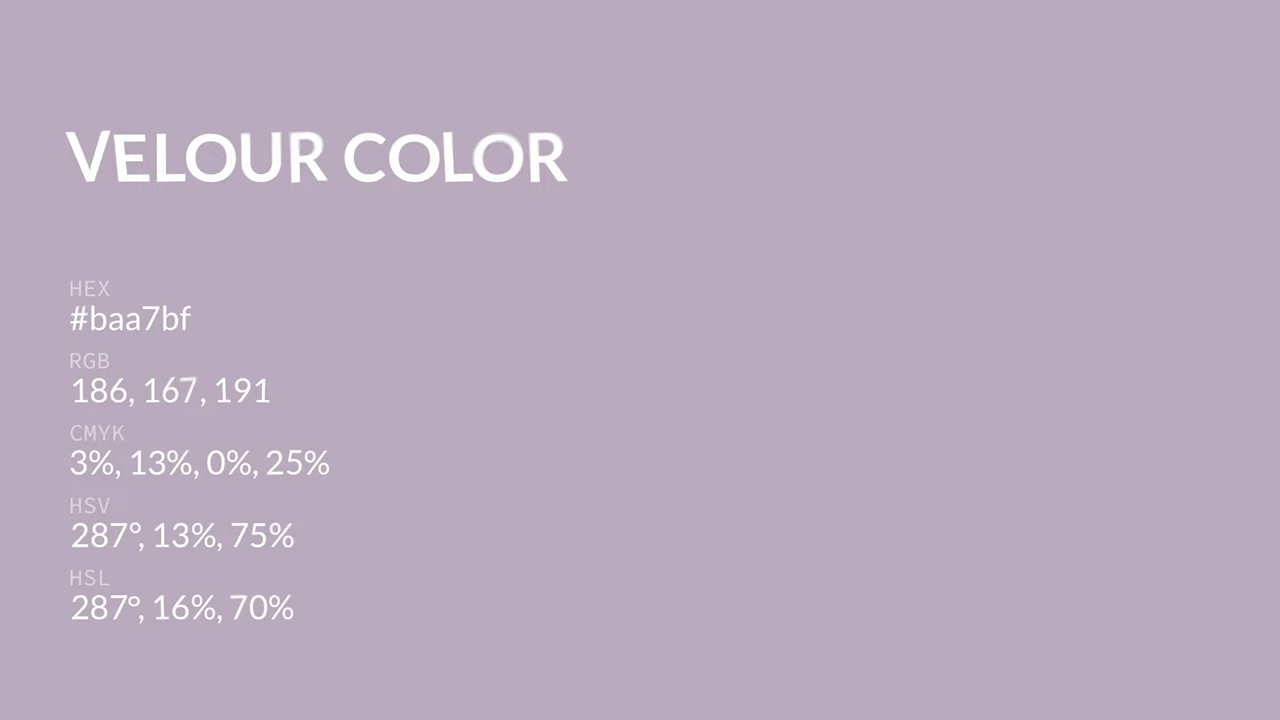 VELOUR COLOR
HEX
#baa7bf
RGB
186, 167, 191
CMYK
3%, 13%, 0%, 25%
HSV
287°, 13%, 75%
HSL
287°, 16%, 70%